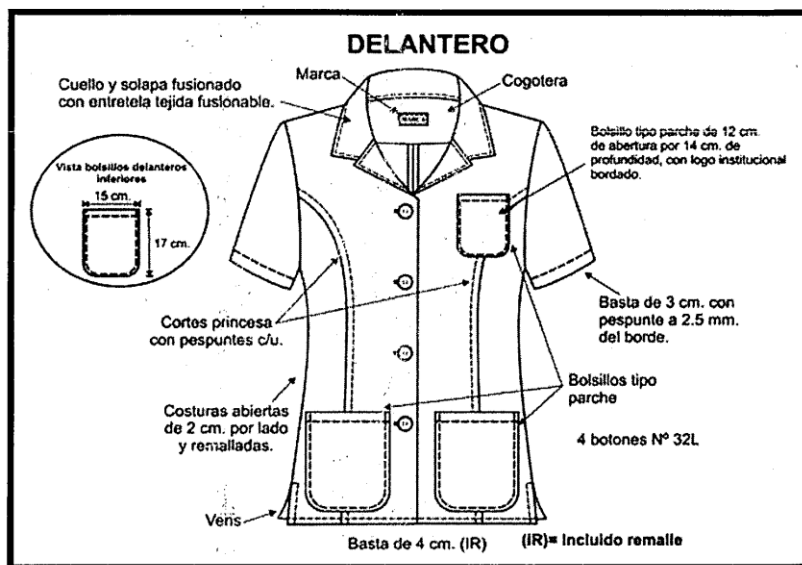 DELANTERO
Cuello y solapa fusionado
con entretela tejida fusionable.
Marca
Cogotera
MARCA
Bolsillo tipo parche de 12 cm.
de abertura por 14 cm. de
profundidad, con logo institucional
bordado.
Vista bolsillos delanteros
inferiores
15 cm.
17 cm.
Cortes princesa
con pespuntes c/u.
Basta de 3 cm. con
pespunte a 2.5 mm.
del borde.
Costuras abiertas
de 2 cm. por lado
y remalladas.
Bolsillos tipo
parche
4 botones Nº 32L
Vens
Basta de 4 cm. (IR)
(IR)= Incluido remalle